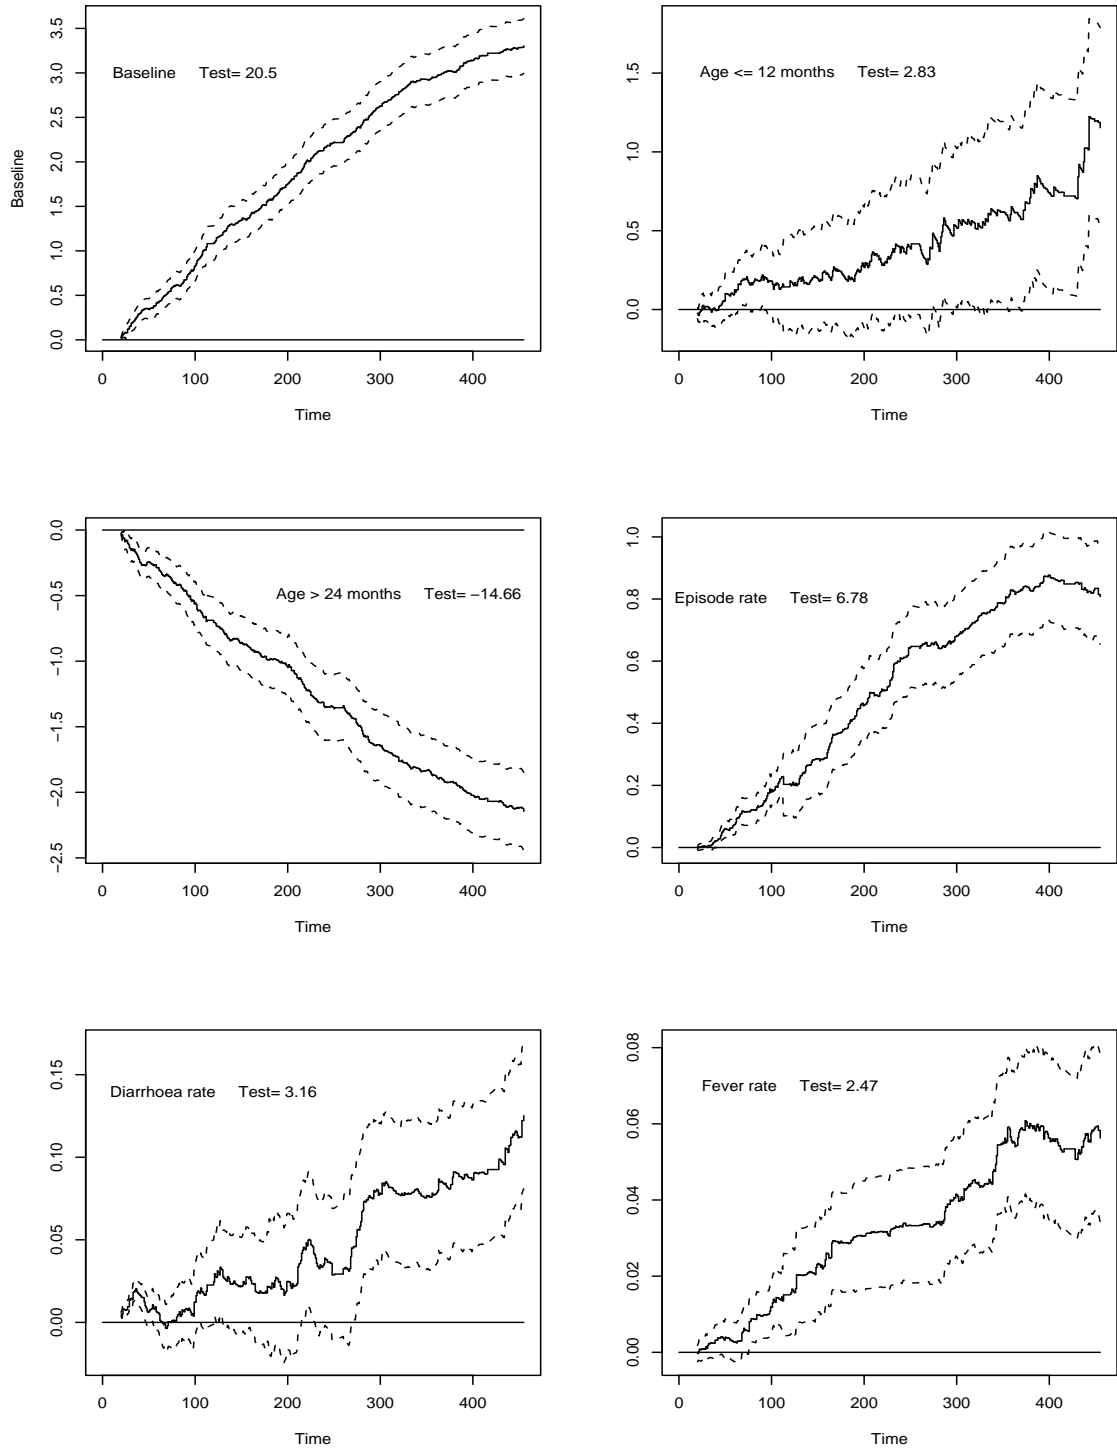 Baseline Test= 20.5
Baseline
0.0 0.5 1.0 1.5 2.0 2.5 3.0 3.5
0 100 200 300 400
Time
Age <= 12 months Test= 2.83
0.0 0.5 1.0 1.5
0 100 200 300 400
Time
Age > 24 months Test= −14.66
−2.5 −2.0 −1.5 −1.0 −0.5 0.0
0 100 200 300 400
Time
Episode rate Test= 6.78
0.0 0.2 0.4 0.6 0.8 1.0
0 100 200 300 400
Time
Diarrhoea rate Test= 3.16
0.00 0.05 0.10 0.15
0 100 200 300 400
Time
Fever rate Test= 2.47
0.00 0.02 0.04 0.06 0.08
0 100 200 300 400
Time